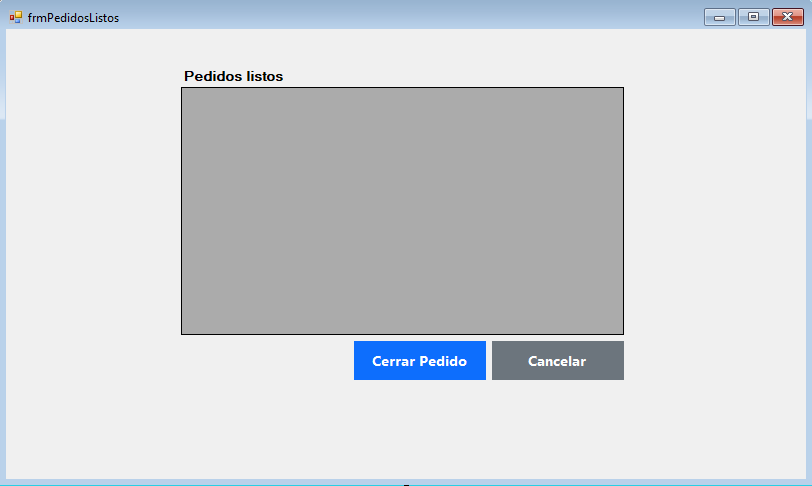 frmPedidosListos
Pedidos listos
Cerrar Pedido
Cancelar